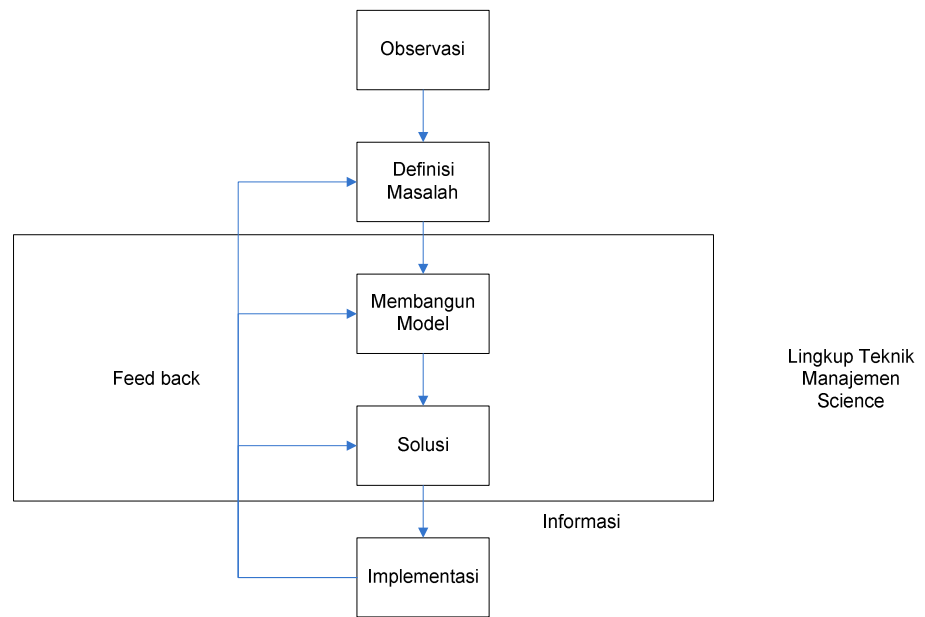 Observasi
Definisi
Masalah
Membangun
Model
Feed back
Lingkup Teknik
Manajemen
Science
Solusi
Informasi
Implementasi